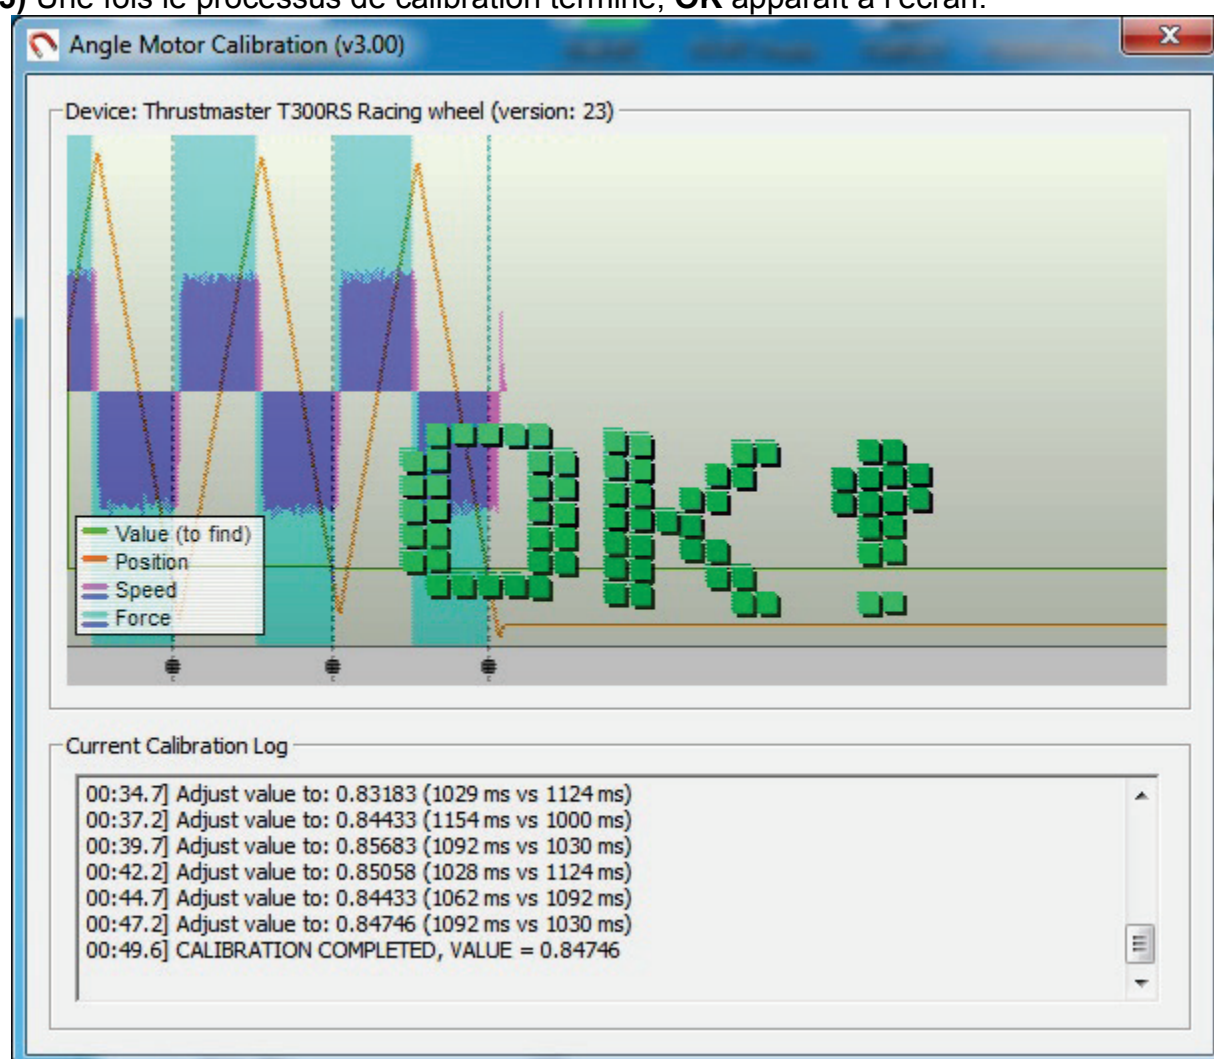 5) Une fois le processus de calibration terminé, OK apparaît à l'écran.
Angle Motor Calibration (v3.00)
Device: Thrustmaster T300RS Racing wheel (version: 23)
OK!
Value (to find)
Position
Speed
Force
Current Calibration Log
00:34.7] Adjust value to: 0.83183 (1029 ms vs 1124 ms)
00:37.2] Adjust value to: 0.84433 (1154 ms vs 1000 ms)
00:39.7] Adjust value to: 0.85683 (1092 ms vs 1030 ms)
00:42.2] Adjust value to: 0.85058 (1028 ms vs 1124 ms)
00:44.7] Adjust value to: 0.84433 (1062 ms vs 1092 ms)
00:47.2] Adjust value to: 0.84746 (1092 ms vs 1030 ms)
00:49.6] CALIBRATION COMPLETED, VALUE = 0.84746